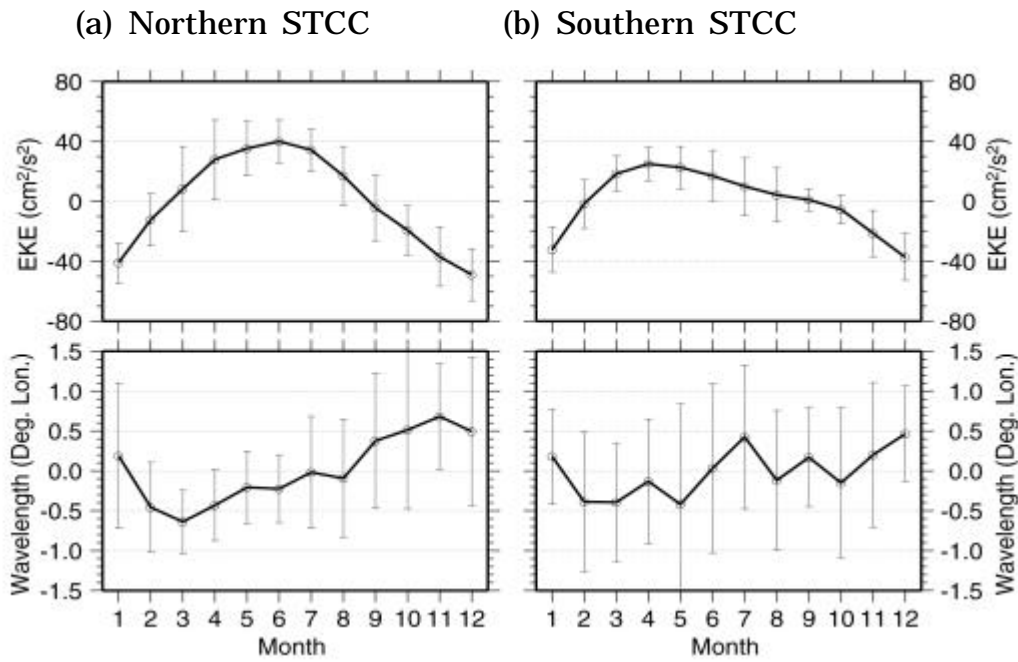 (a) Northern STCC
(b) Southern STCC
80
40
0
-40
-80
EKE (cm²/s²)
80
40
0
-40
-80
EKE (cm²/s²)
1.5
1.0
0.5
0.0
-0.5
-1.0
-1.5
Wavelength (Deg. Lon.)
1.5
1.0
0.5
0.0
-0.5
-1.0
-1.5
Wavelength (Deg. Lon.)
1 2 3 4 5 6 7 8 9 10 11 12
Month
1 2 3 4 5 6 7 8 9 10 11 12
Month